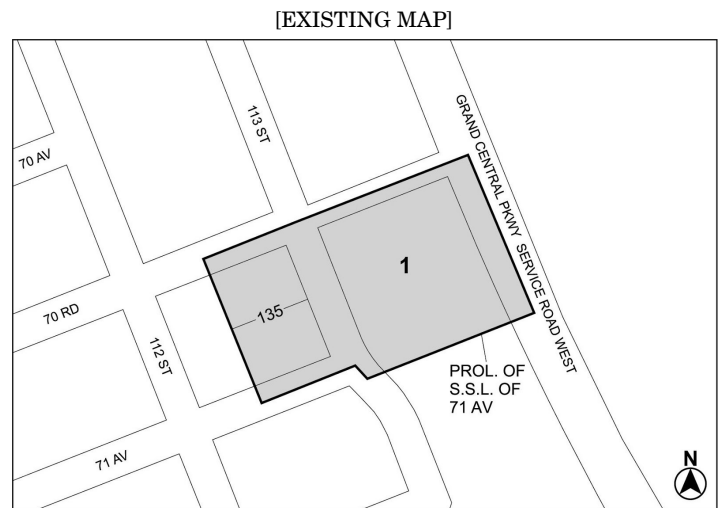 [EXISTING MAP]
113 ST
GRAND CENTRAL PKWY SERVICE ROAD WEST
70 AV
1
135
70 RD
112 ST
PROL. OF
S.S.L. OF
71 AV
71 AV
N